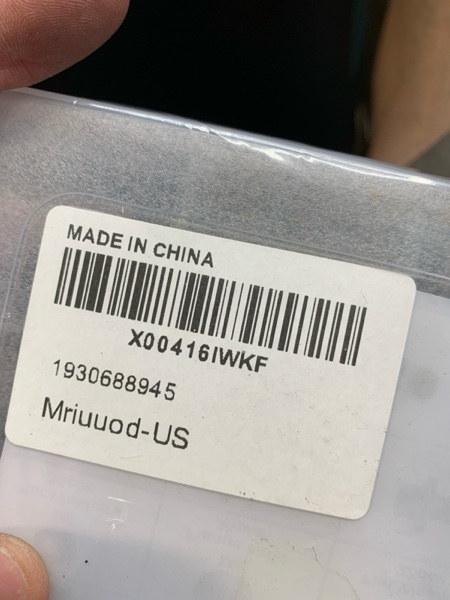 MADE IN CHINA
X00416IWKF
1930688945
Mriuuod-US